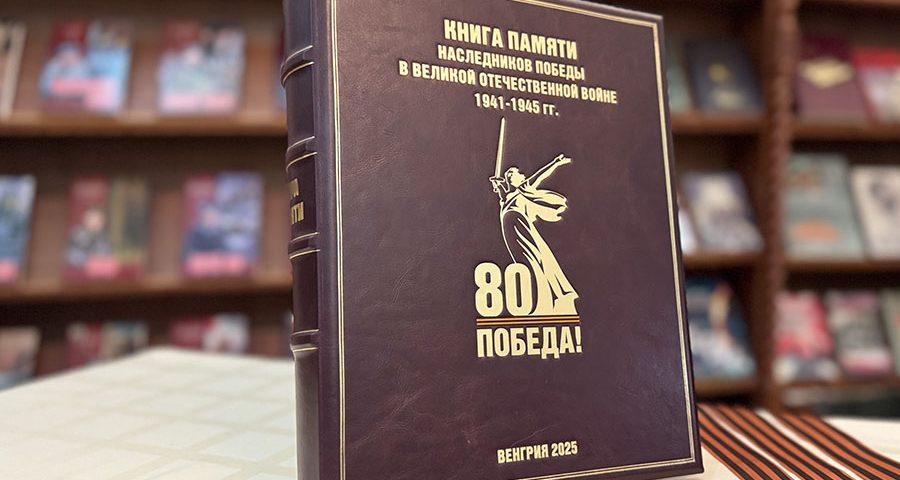 КНИГА ПАМЯТИ
НАСЛЕДНИКОВ ПОБЕДЫ
В ВЕЛИКОЙ ОТЕЧЕСТВЕННОЙ ВОЙНЕ
1941-1945 гг.
80
ПОБЕДА!
ВЕНГРИЯ 2025